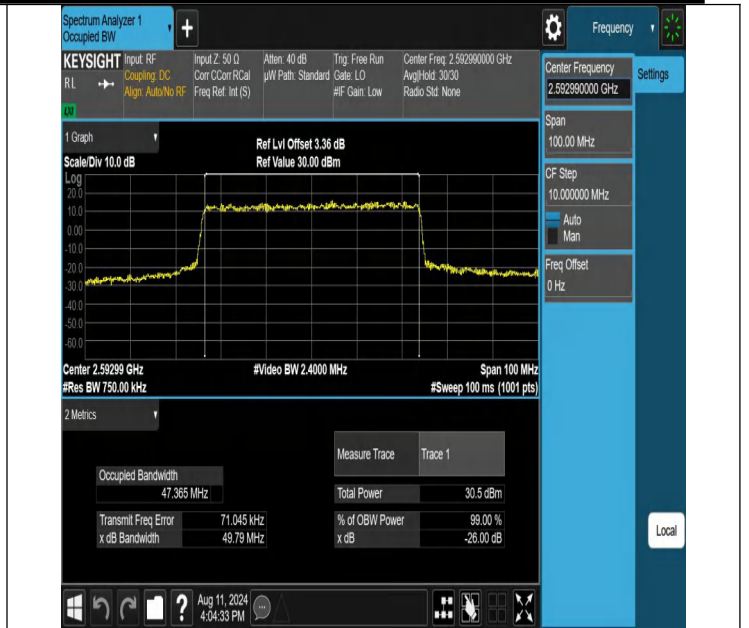 Spectrum Analyzer 1
Occupied BW
+
Frequency
KEYSIGHT
RL
Input: RF
Coupling: DC
Align: Auto/No RF
Input Z: 50 Ω
Corr CCorr RCal
Freq Ref: Int (S)
Atten: 40 dB
µW Path: Standard
Trig: Free Run
Gate: LO
#IF Gain: Low
Center Freq: 2.592990000 GHz
Avg|Hold: 30/30
Radio Std: None
Center Frequency
2.592990000 GHz
Settings
Span
100.00 MHz
CF Step
10.000000 MHz
Auto
Man
Freq Offset
0 Hz
1 Graph
Scale/Div 10.0 dB
Ref Lvl Offset 3.36 dB
Ref Value 30.00 dBm
Log
20.0
10.0
0.00
-10.0
-20.0
-30.0
-40.0
-50.0
-60.0
Center 2.59299 GHz
#Video BW 2.4000 MHz
Span 100 MHz
#Res BW 750.00 kHz
#Sweep 100 ms (1001 pts)
2 Metrics
Measure Trace
Trace 1
Occupied Bandwidth
47.365 MHz
Total Power
30.5 dBm
Transmit Freq Error
71.045 kHz
% of OBW Power
99.00 %
x dB Bandwidth
49.79 MHz
x dB
-26.00 dB
Local
?
Aug 11, 2024
4:04:33 PM